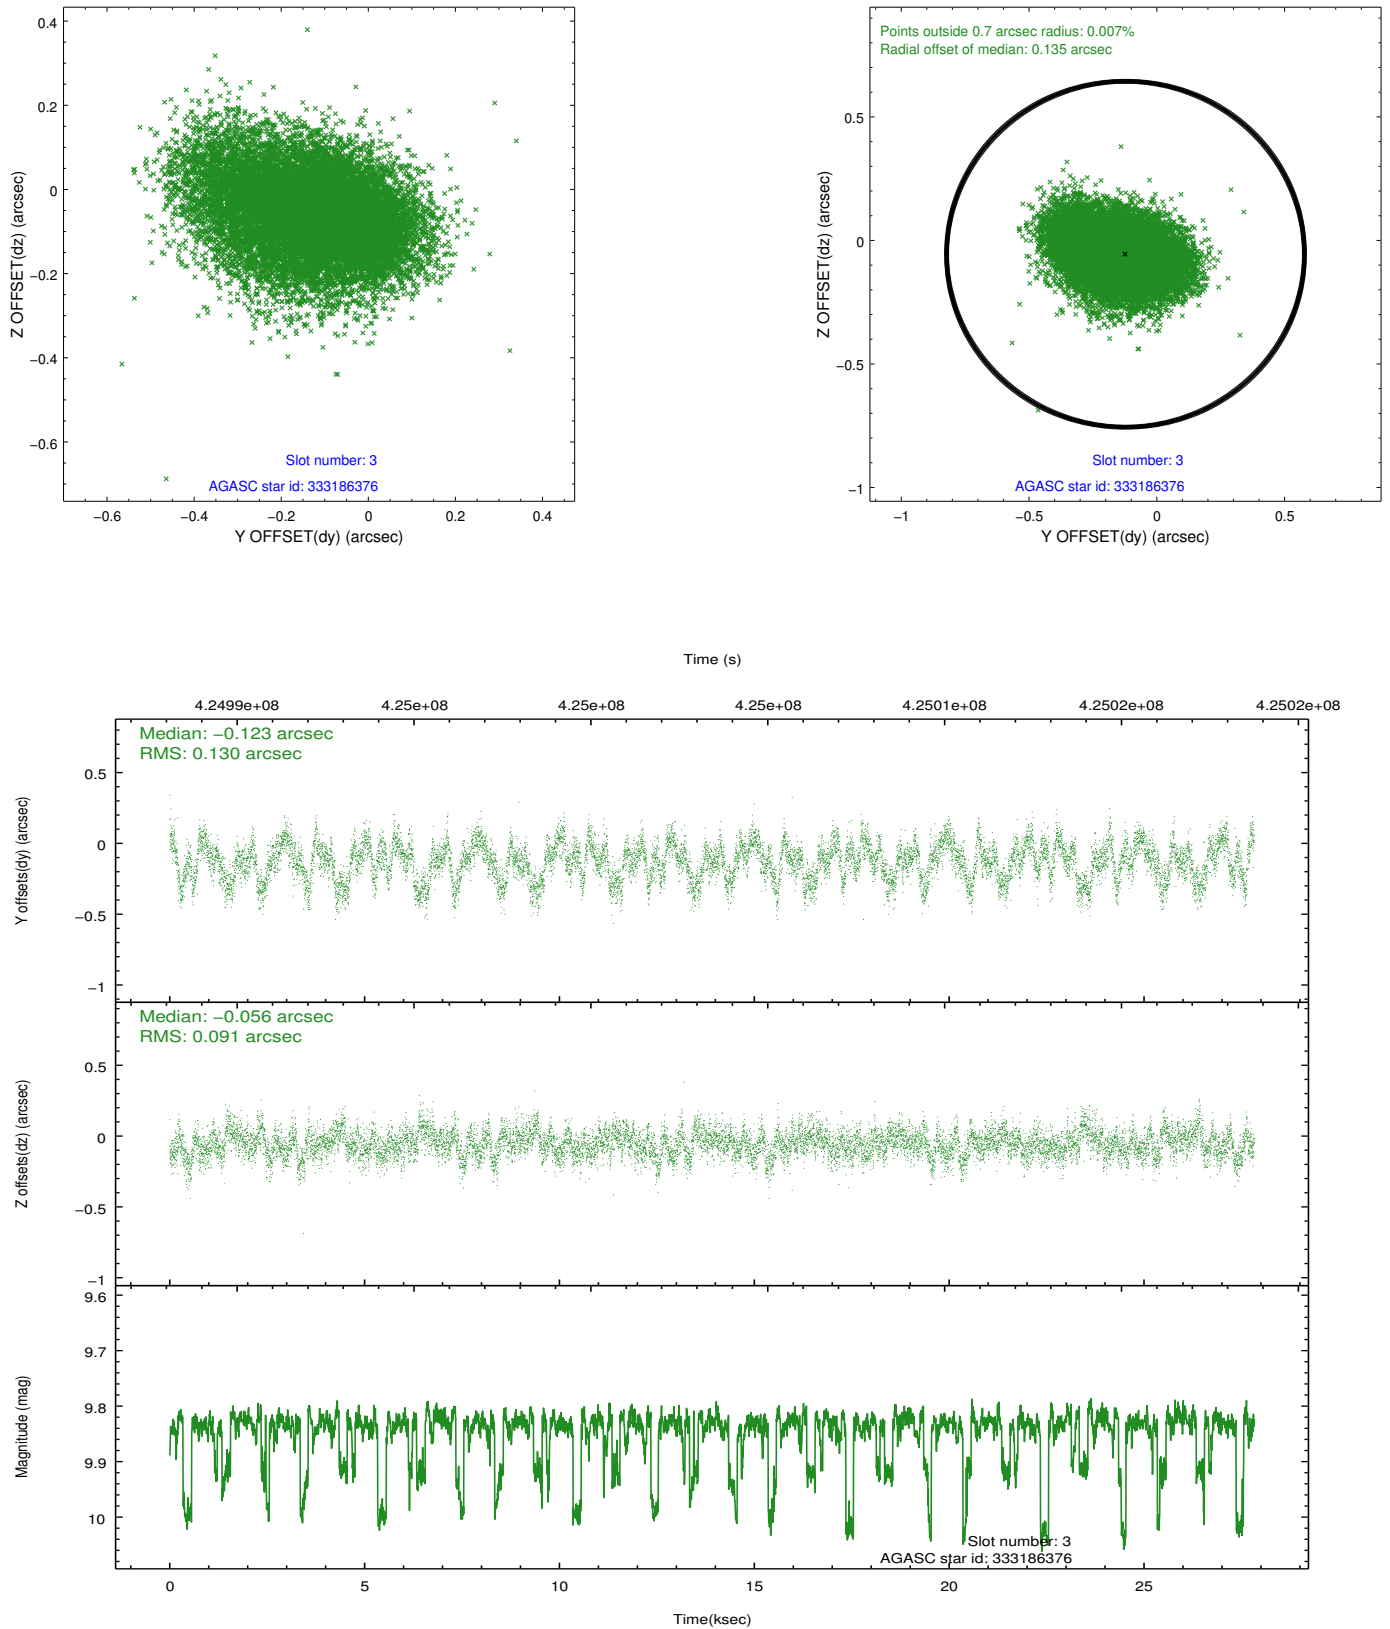 0.4
0.2
0
−0.2
−0.4
−0.6
Z OFFSET(dz) (arcsec)
Slot number: 3
AGASC star id: 333186376
−0.6
−0.4
−0.2
0
0.2
0.4
Y OFFSET(dy) (arcsec)
Points outside 0.7 arcsec radius: 0.007%
Radial offset of median: 0.135 arcsec
0.5
0
−0.5
−1
Z OFFSET(dz) (arcsec)
Slot number: 3
AGASC star id: 333186376
−1
−0.5
0
0.5
Y OFFSET(dy) (arcsec)
Time (s)
4.2499e+08
4.25e+08
4.25e+08
4.25e+08
4.2501e+08
4.2502e+08
4.2502e+08
Median: −0.123 arcsec
RMS: 0.130 arcsec
0.5
0
−0.5
−1
Y offsets(dy) (arcsec)
Median: −0.056 arcsec
RMS: 0.091 arcsec
0.5
0
−0.5
−1
Z offsets(dz) (arcsec)
9.6
9.7
9.8
9.9
10
Magnitude (mag)
Slot number: 3
AGASC star id: 333186376
0
5
10
15
20
25
Time(ksec)